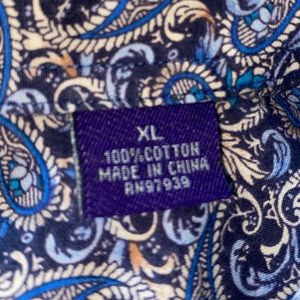 XL
100% COTTON
MADE IN CHINA
RN97939